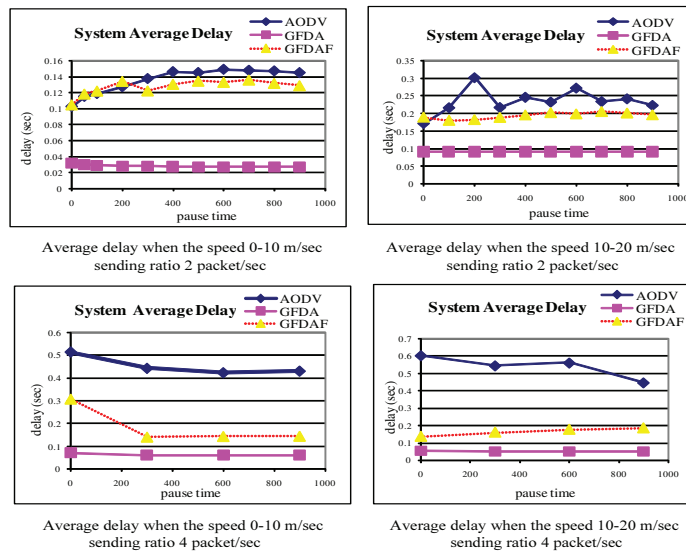 System Average Delay
AODV
GFDA
GFDAF
delay (sec)
0.16
0.14
0.12
0.1
0.08
0.06
0.04
0.02
0
0 200 400 600 800 1000
pause time
Average delay when the speed 0-10 m/sec
sending ratio 2 packet/sec
System Average Delay
AODV
GFDA
GFDAF
delay (sec)
0.35
0.3
0.25
0.2
0.15
0.1
0.05
0
0 200 400 600 800 1000
pause time
Average delay when the speed 10-20 m/sec
sending ratio 2 packet/sec
System Average Delay
AODV
GFDA
GFDAF
delay (sec)
0.6
0.5
0.4
0.3
0.2
0.1
0
0 200 400 600 800 1000
pause time
Average delay when the speed 0-10 m/sec
sending ratio 4 packet/sec
System Average Delay
AODV
GFDA
GFDAF
delay (sec)
0.7
0.6
0.5
0.4
0.3
0.2
0.1
0
0 200 400 600 800 1000
pause time
Average delay when the speed 10-20 m/sec
sending ratio 4 packet/sec